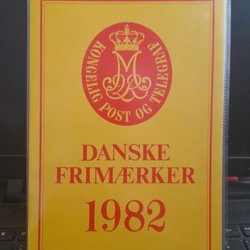 KONGELIG POST OG TELEGRAF
DANSKE
FRIMÆRKER
1982